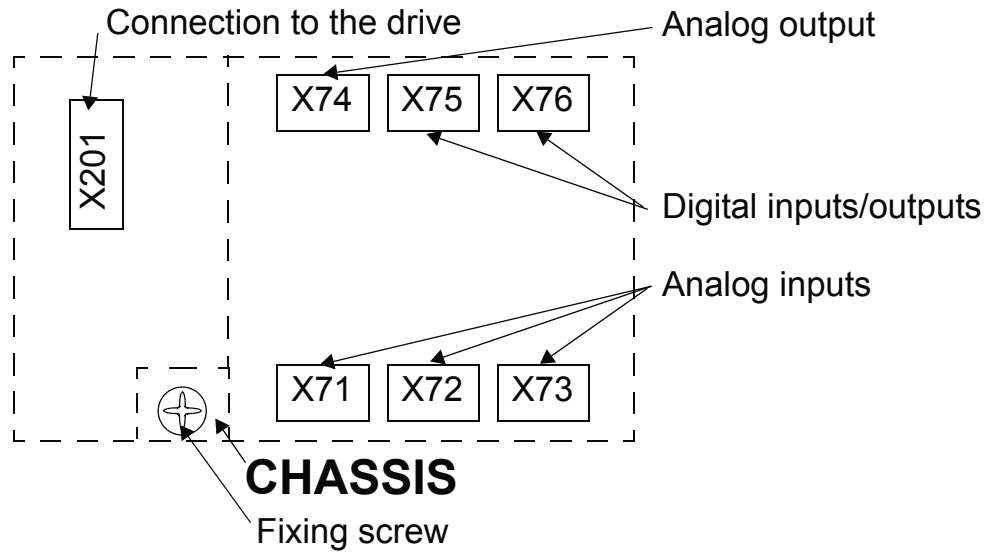 Connection to the drive
Analog output
X74
X75
X76
X201
Digital inputs/outputs
Analog inputs
X71
X72
X73
CHASSIS
Fixing screw